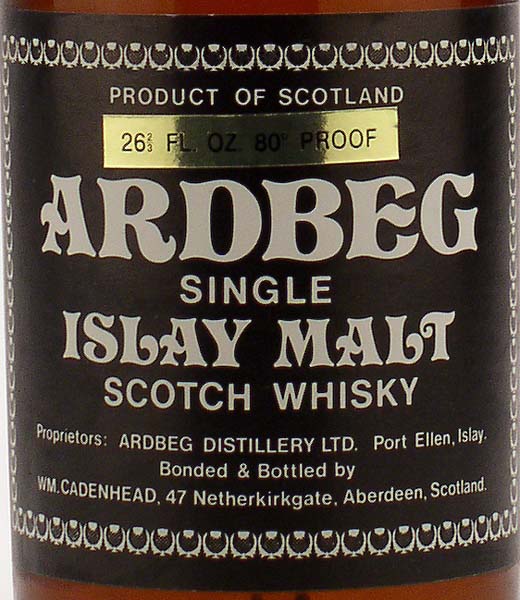 PRODUCT OF SCOTLAND
26⅔ FL. OZ. 80° PROOF
ARDBEG
SINGLE
ISLAY MALT
SCOTCH WHISKY
Proprietors: ARDBEG DISTILLERY LTD. Port Ellen, Islay.
Bonded & Bottled by
WM.CADENHEAD, 47 Netherkirkgate, Aberdeen, Scotland.